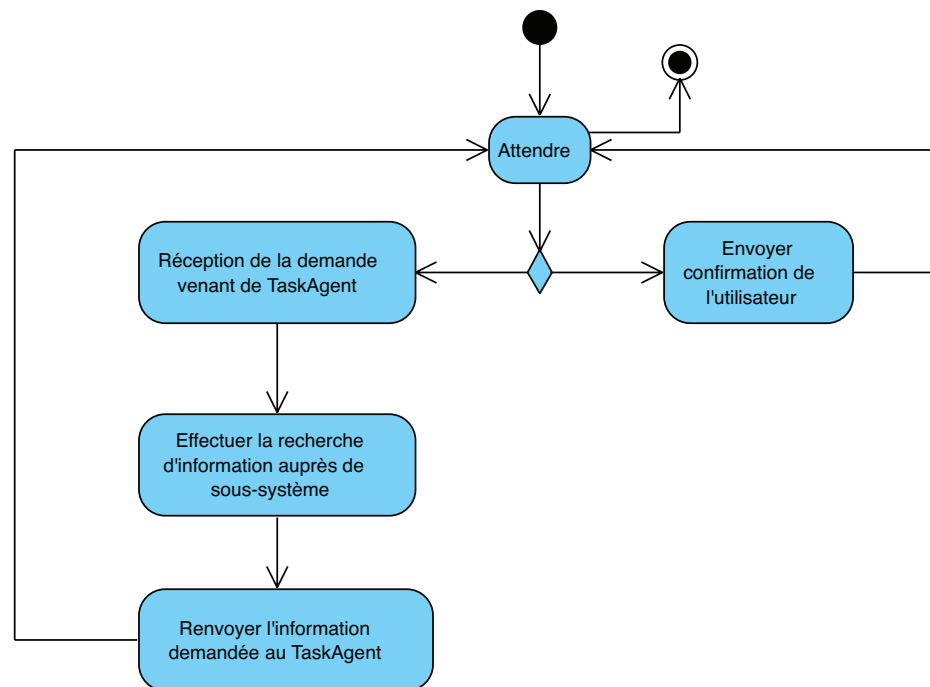 Attendre
Réception de la demande
venant de TaskAgent
Envoyer
confirmation de
l'utilisateur
Effectuer la recherche
d'information auprès de
sous-système
Renvoyer l'information
demandée au TaskAgent